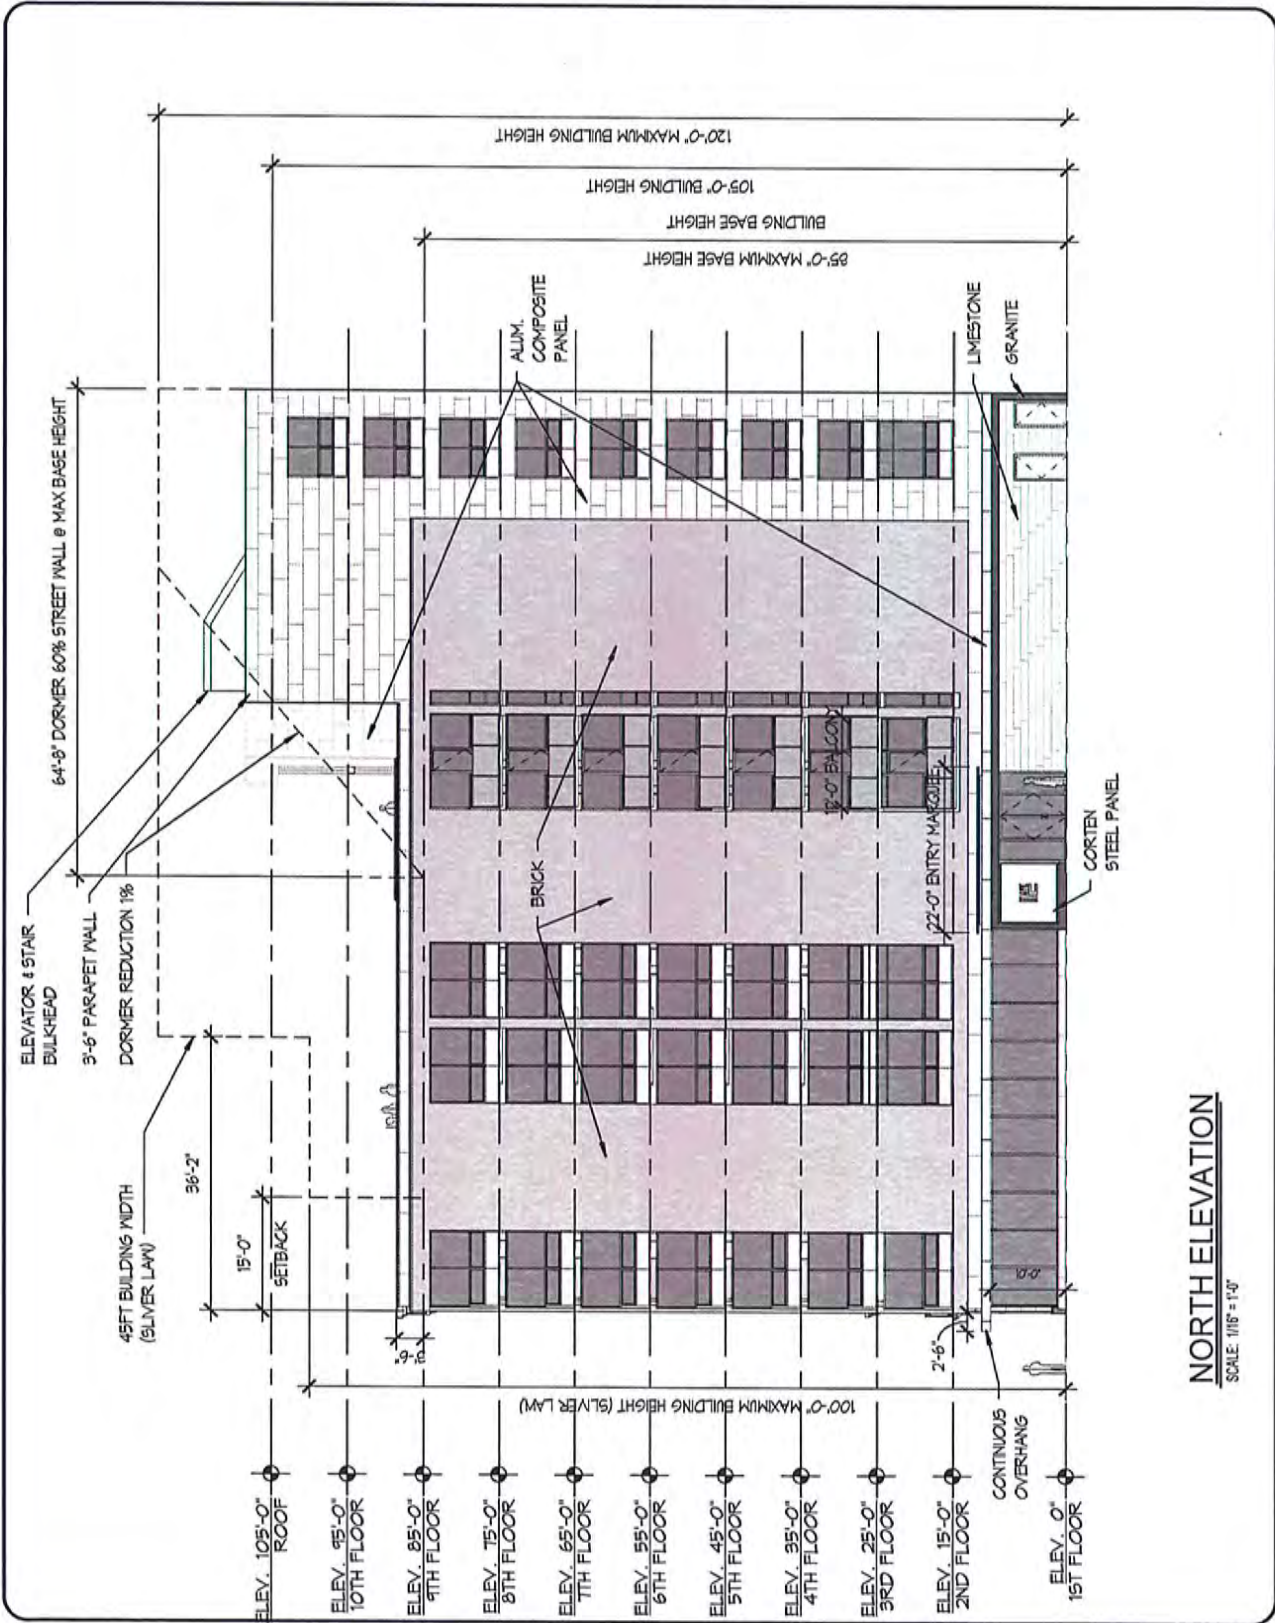 ELEVATOR & STAIR
BULKHEAD
3'-6" PARAPET WALL
DORMER REDUCTION 1%
64'-8" DORMER 60% STREET WALL @ MAX BASE HEIGHT
45FT BUILDING WIDTH
(SLIVER LAW)
36'-2"
15'-0"
SETBACK
120'-0" MAXIMUM BUILDING HEIGHT
105'-0" BUILDING HEIGHT
BUILDING BASE HEIGHT
85'-0" MAXIMUM BASE HEIGHT
100'-0" MAXIMUM BUILDING HEIGHT (SLIVER LAW)
ALUM.
COMPOSITE
PANEL
BRICK
12'-0" BALCONY
22'-0" ENTRY MARQUEE
LIMESTONE
GRANITE
CORTEN
STEEL PANEL
3'-6"
2'-6"
CONTINUOUS
OVERHANG
ELEV. 105'-0"
ROOF
ELEV. 95'-0"
10TH FLOOR
ELEV. 85'-0"
9TH FLOOR
ELEV. 75'-0"
8TH FLOOR
ELEV. 65'-0"
7TH FLOOR
ELEV. 55'-0"
6TH FLOOR
ELEV. 45'-0"
5TH FLOOR
ELEV. 35'-0"
4TH FLOOR
ELEV. 25'-0"
3RD FLOOR
ELEV. 15'-0"
2ND FLOOR
ELEV. 0"
1ST FLOOR
NORTH ELEVATION
SCALE: 1/16" = 1'-0"